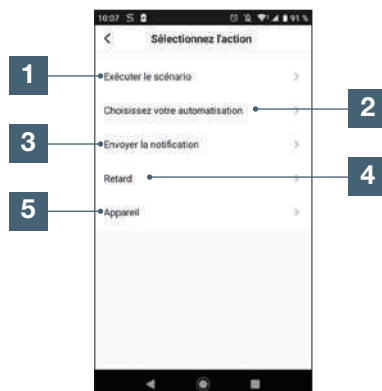 10:07 S 91 %
Sélectionnez l'action
1
Exécuter le scénario
Choisissez votre automatisation
2
3
Envoyer la notification
Retard
4
5
Appareil